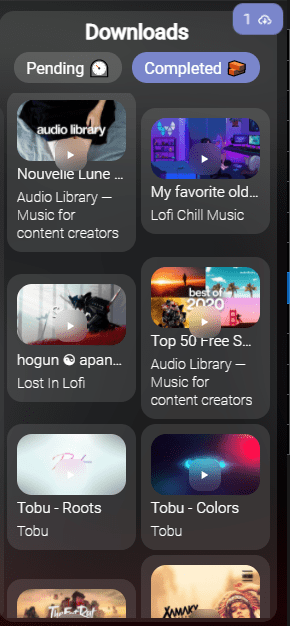 1
Downloads
Pending
Completed
audio library
Nouvelle Lune ...
Audio Library —
Music for
content creators
My favorite old...
Lofi Chill Music
hogun ☯ apan...
Lost In Lofi
best of
2020
Top 50 Free S...
Audio Library —
Music for
content creators
Tobu - Roots
Tobu
Tobu - Colors
Tobu
TheFatRat